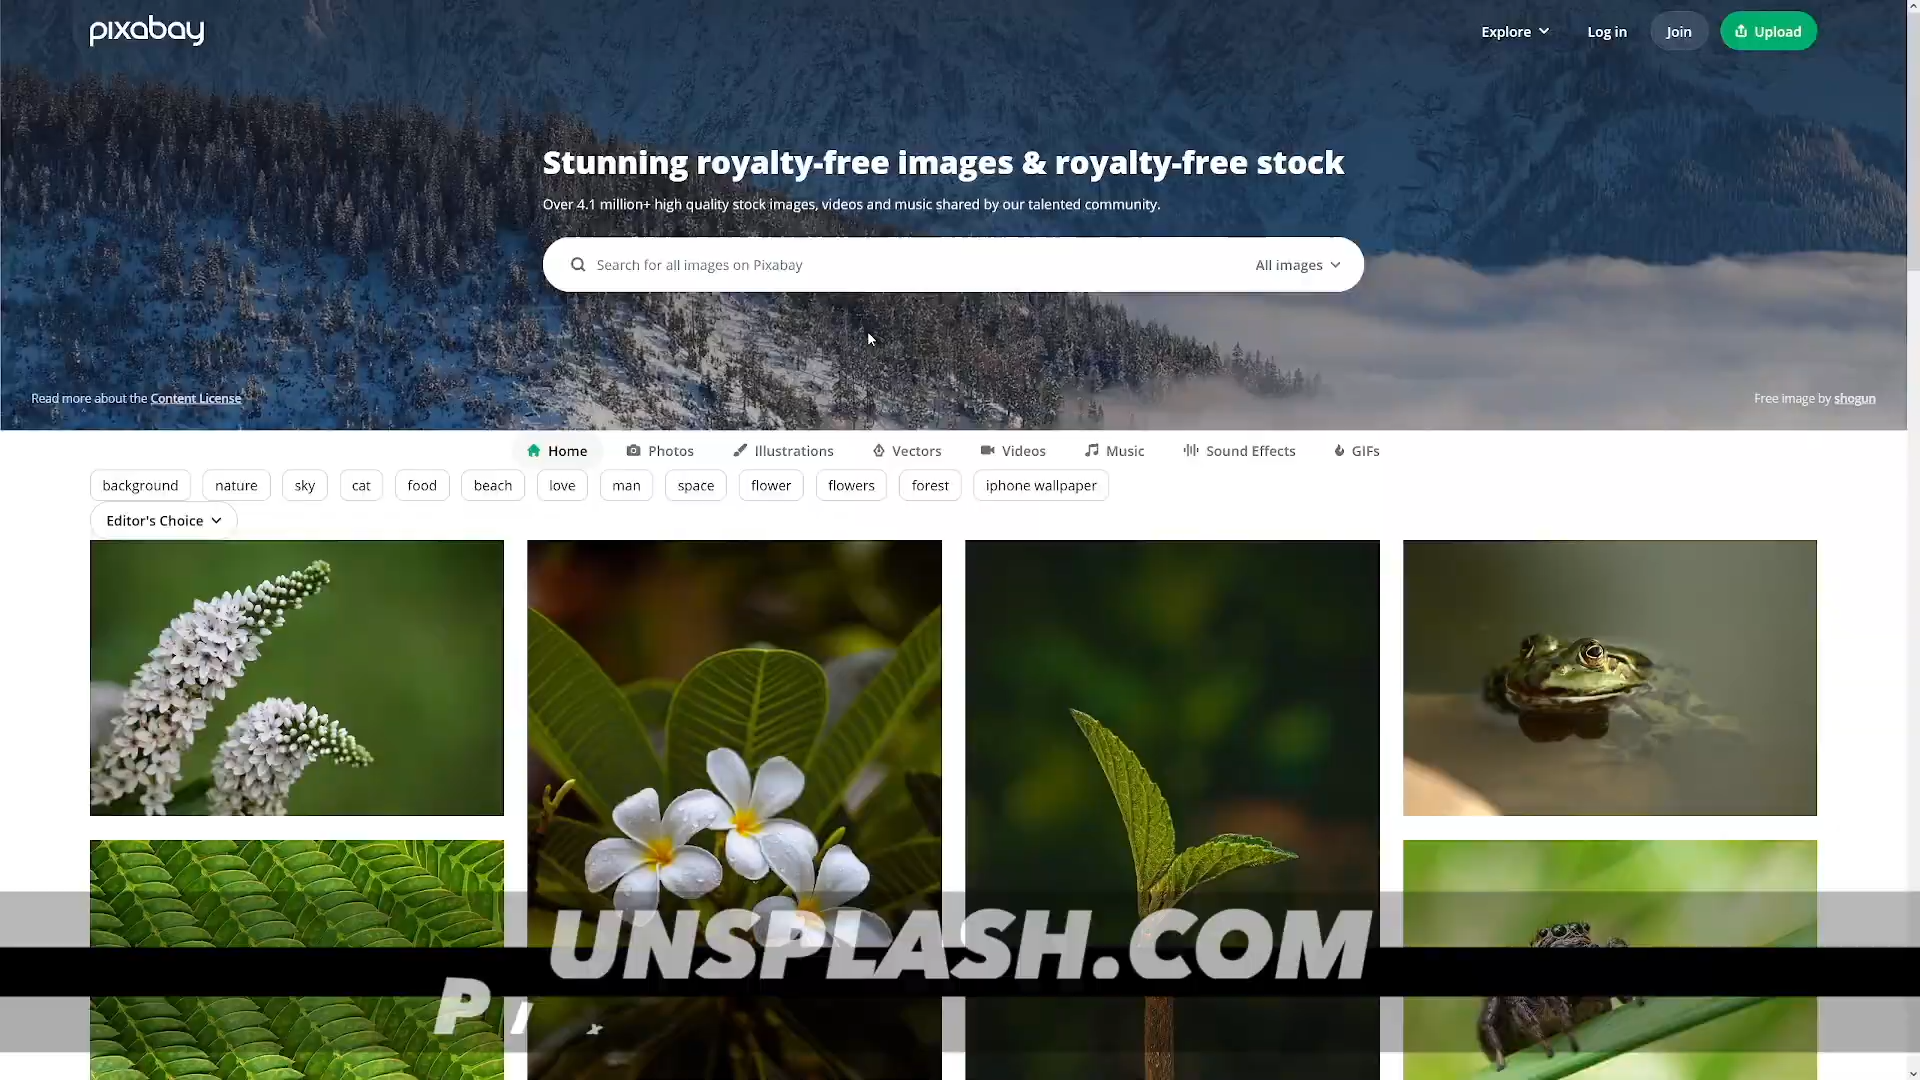 pixabay
Explore
Log in
Join
Upload
Stunning royalty-free images & royalty-free stock
Over 4.1 million+ high quality stock images, videos and music shared by our talented community.
Search for all images on Pixabay
All images
Read more about the Content License
Free image by shogun
Home
Photos
Illustrations
Vectors
Videos
Music
Sound Effects
GIFs
background
nature
sky
cat
food
beach
love
man
space
flower
flowers
forest
iphone wallpaper
Editor's Choice
UNSPLASH.COM